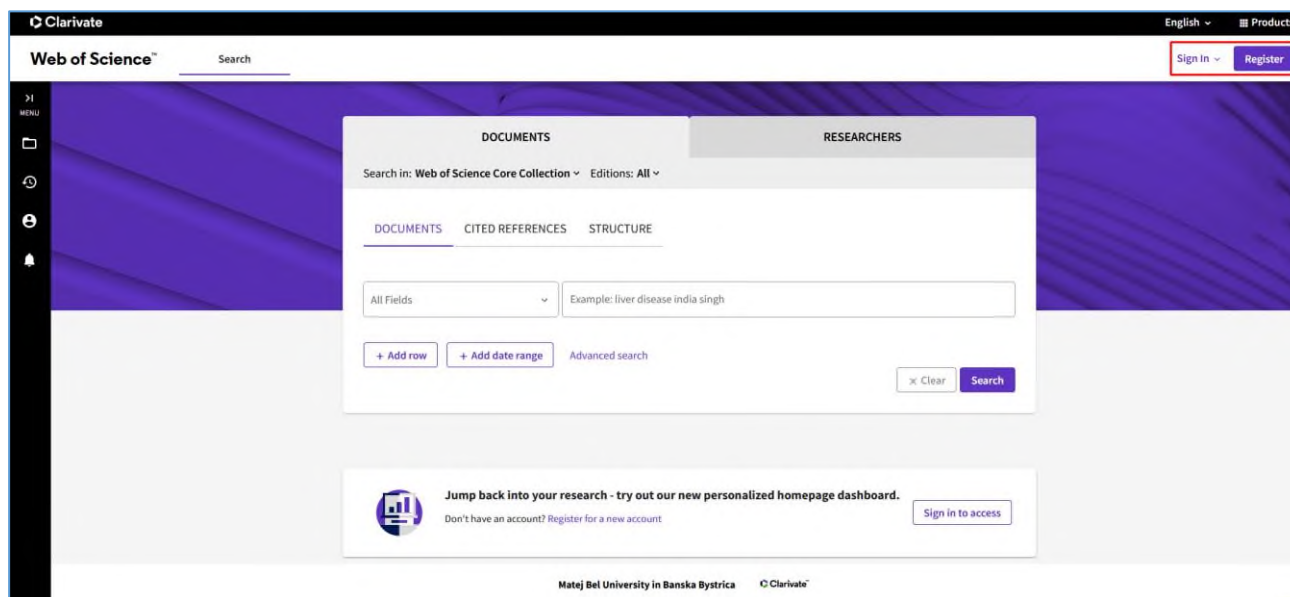 Clarivate English Products
Web of Science™ Search Sign In Register
MENU
DOCUMENTS RESEARCHERS
Search in: Web of Science Core Collection Editions: All
DOCUMENTS CITED REFERENCES STRUCTURE
All Fields Example: liver disease india singh
+ Add row + Add date range Advanced search
× Clear Search
Jump back into your research - try out our new personalized homepage dashboard.
Don't have an account? Register for a new account Sign in to access
Matej Bel University in Banska Bystrica Clarivate™